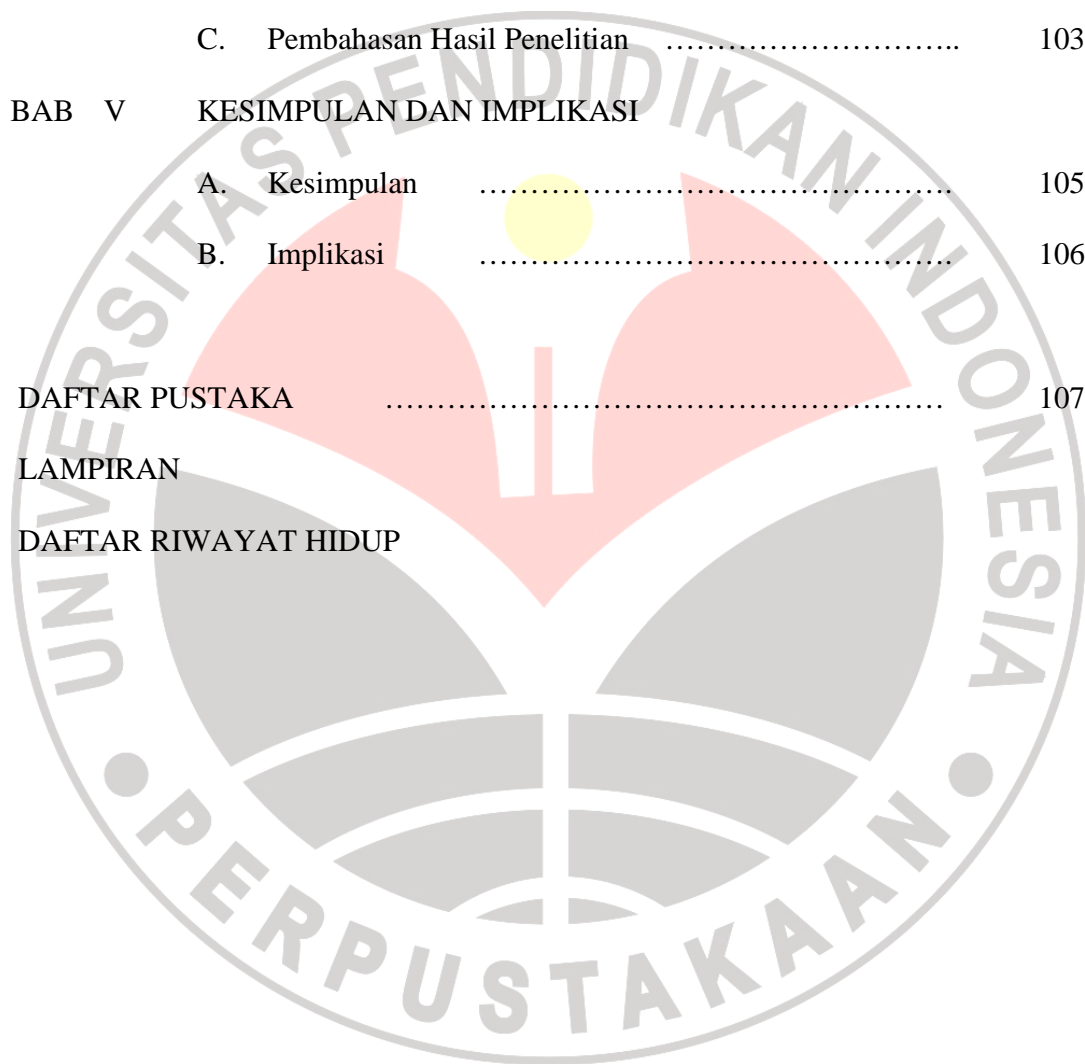 C. Pembahasan Hasil Penelitian ……………………….. 103
BAB V KESIMPULAN DAN IMPLIKASI
A. Kesimpulan ………………………………………. 105
B. Implikasi ………………………………………. 106
DAFTAR PUSTAKA ……………………………………………… 107
LAMPIRAN
DAFTAR RIWAYAT HIDUP
UNIVERSITAS PENDIDIKAN INDONESIA
PERPUSTAKAAN